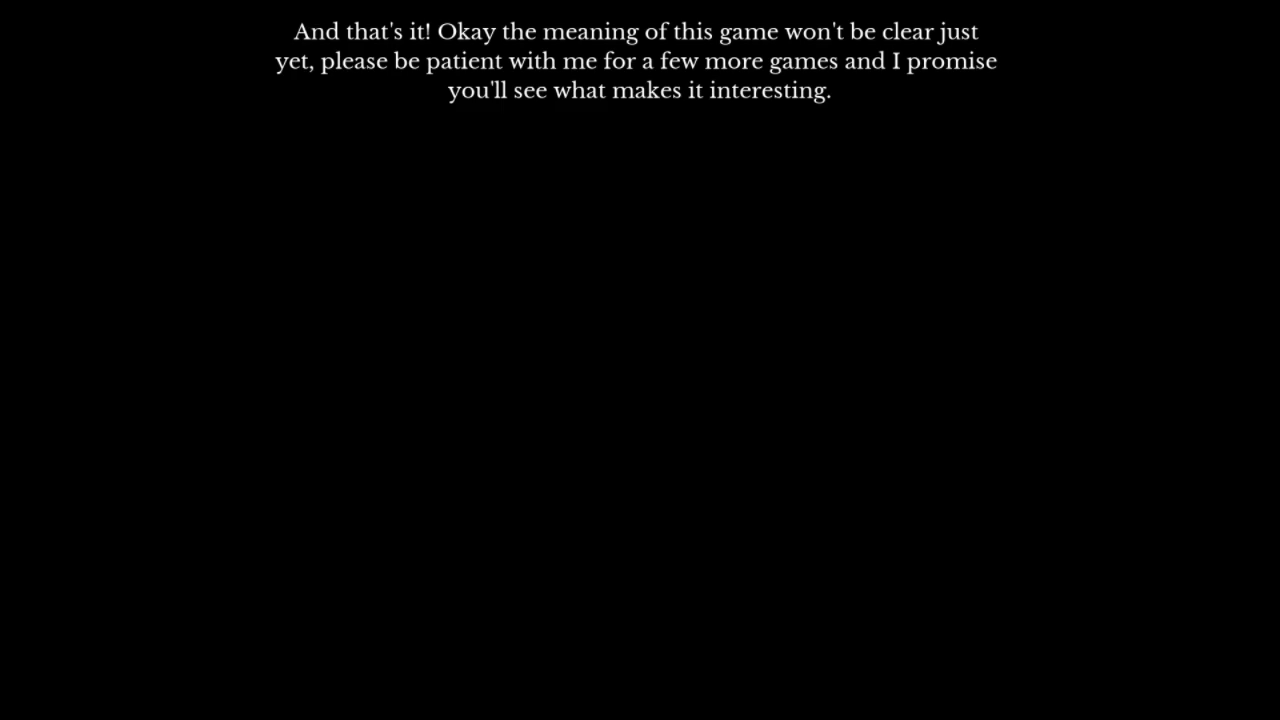 And that's it! Okay the meaning of this game won't be clear just
yet, please be patient with me for a few more games and I promise
you'll see what makes it interesting.